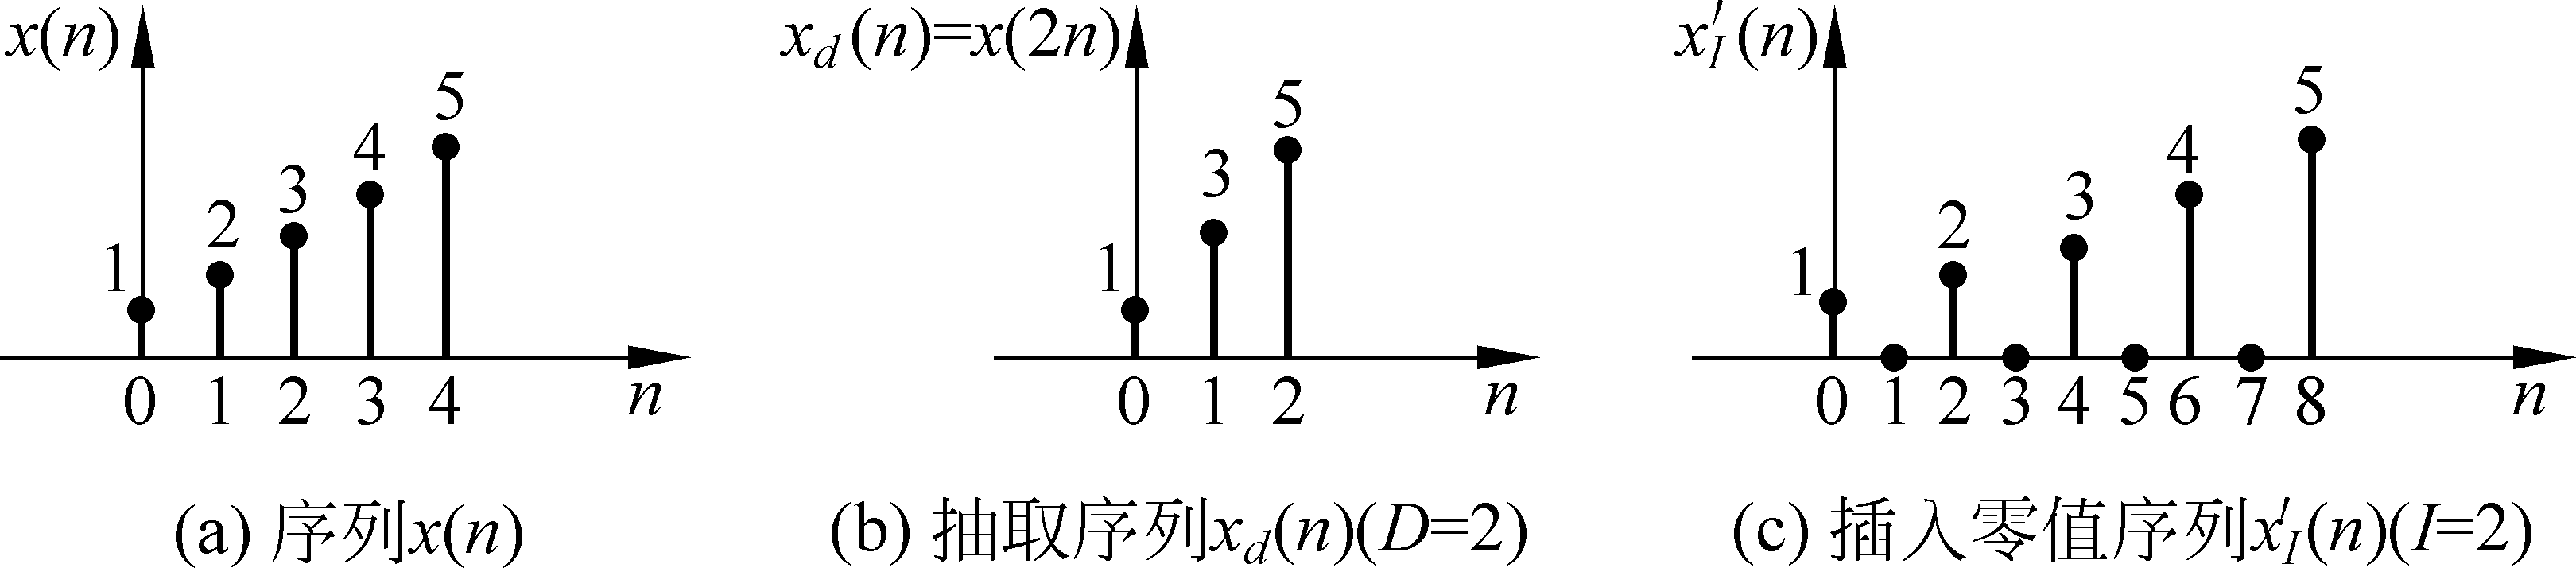 x(n)
1 2 3 4 5
0 1 2 3 4 n
(a) 序列x(n)
x_d(n)=x(2n)
1 3 5
0 1 2 n
(b) 抽取序列x_d(n)(D=2)
x′_I(n)
1 2 3 4 5
0 1 2 3 4 5 6 7 8 n
(c) 插入零值序列x′_I(n)(I=2)